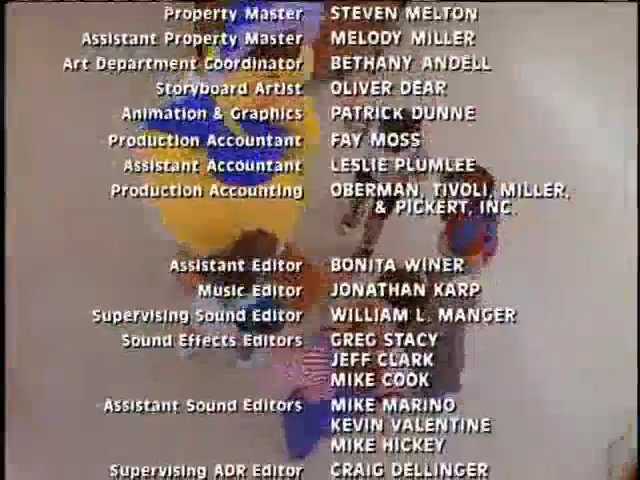 Property Master STEVEN MELTON
Assistant Property Master MELODY MILLER
Art Department Coordinator BETHANY ANDELL
Storyboard Artist OLIVER DEAR
Animation & Graphics PATRICK DUNNE
Production Accountant FAY MOSS
Assistant Accountant LESLIE PLUMLEE
Production Accounting OBERMAN, TIVOLI, MILLER,
& PICKERT, INC.
Assistant Editor BONITA WINER
Music Editor JONATHAN KARP
Supervising Sound Editor WILLIAM L. MANGER
Sound Effects Editors GREG STACY
JEFF CLARK
MIKE COOK
Assistant Sound Editors MIKE MARINO
KEVIN VALENTINE
MIKE HICKEY
Supervising ADR Editor CRAIG DELLINGER